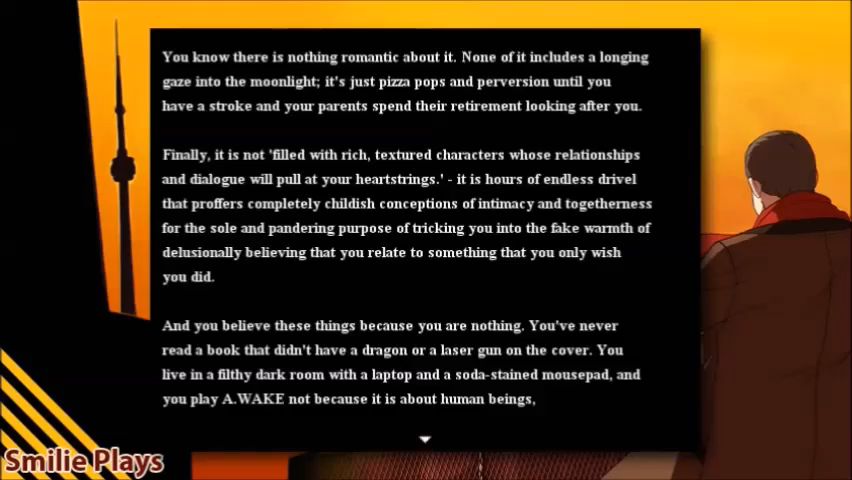 You know there is nothing romantic about it. None of it includes a longing
gaze into the moonlight; it's just pizza pops and perversion until you
have a stroke and your parents spend their retirement looking after you.
Finally, it is not 'filled with rich, textured characters whose relationships
and dialogue will pull at your heartstrings.' - it is hours of endless drivel
that proffers completely childish conceptions of intimacy and togetherness
for the sole and pandering purpose of tricking you into the fake warmth of
delusionally believing that you relate to something that you only wish
you did.
And you believe these things because you are nothing. You've never
read a book that didn't have a dragon or a laser gun on the cover. You
live in a filthy dark room with a laptop and a soda-stained mousepad, and
you play A.WAKE not because it is about human beings,
Smilie Plays